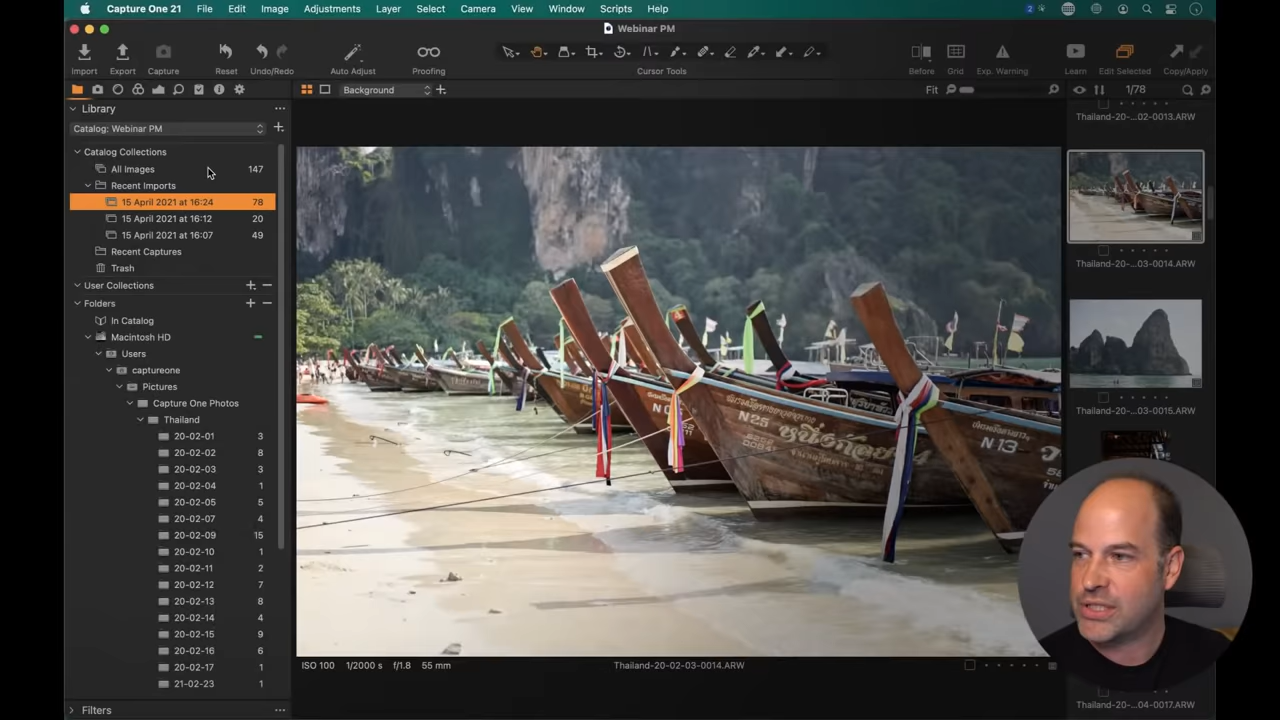 Capture One 21 File Edit Image Adjustments Layer Select Camera View Window Scripts Help 2
Webinar PM
Import Export Capture Reset Undo/Redo Auto Adjust Proofing Cursor Tools Before Grid Exp. Warning Learn Edit Selected Copy/Apply
Background Fit 1/78
Library
Catalog: Webinar PM
Catalog Collections
All Images 147
Recent Imports
15 April 2021 at 16:24 78
15 April 2021 at 16:12 20
15 April 2021 at 16:07 49
Recent Captures
Trash
User Collections
Folders
In Catalog
Macintosh HD
Users
captureone
Pictures
Capture One Photos
Thailand
20-02-01 3
20-02-02 8
20-02-03 3
20-02-04 1
20-02-05 5
20-02-07 4
20-02-09 15
20-02-10 1
20-02-11 2
20-02-12 7
20-02-13 8
20-02-14 4
20-02-15 9
20-02-16 6
20-02-17 1
21-02-23 1
Filters
N25
N13
ISO 100 1/2000 s f/1.8 55 mm
Thailand-20-02-03-0014.ARW
Thailand-20-...02-0013.ARW
Thailand-20-...03-0014.ARW
Thailand-20-...03-0015.ARW
Thailand-20-...04-0017.ARW